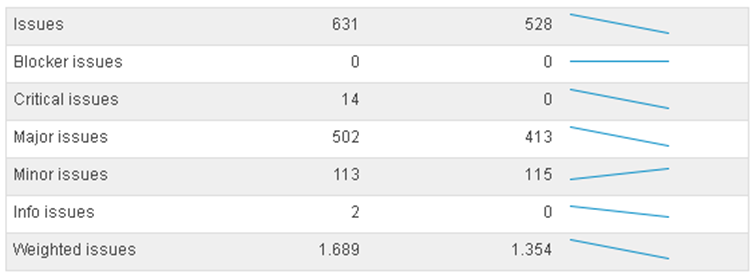 Issues 631 528
Blocker issues 0 0
Critical issues 14 0
Major issues 502 413
Minor issues 113 115
Info issues 2 0
Weighted issues 1.689 1.354